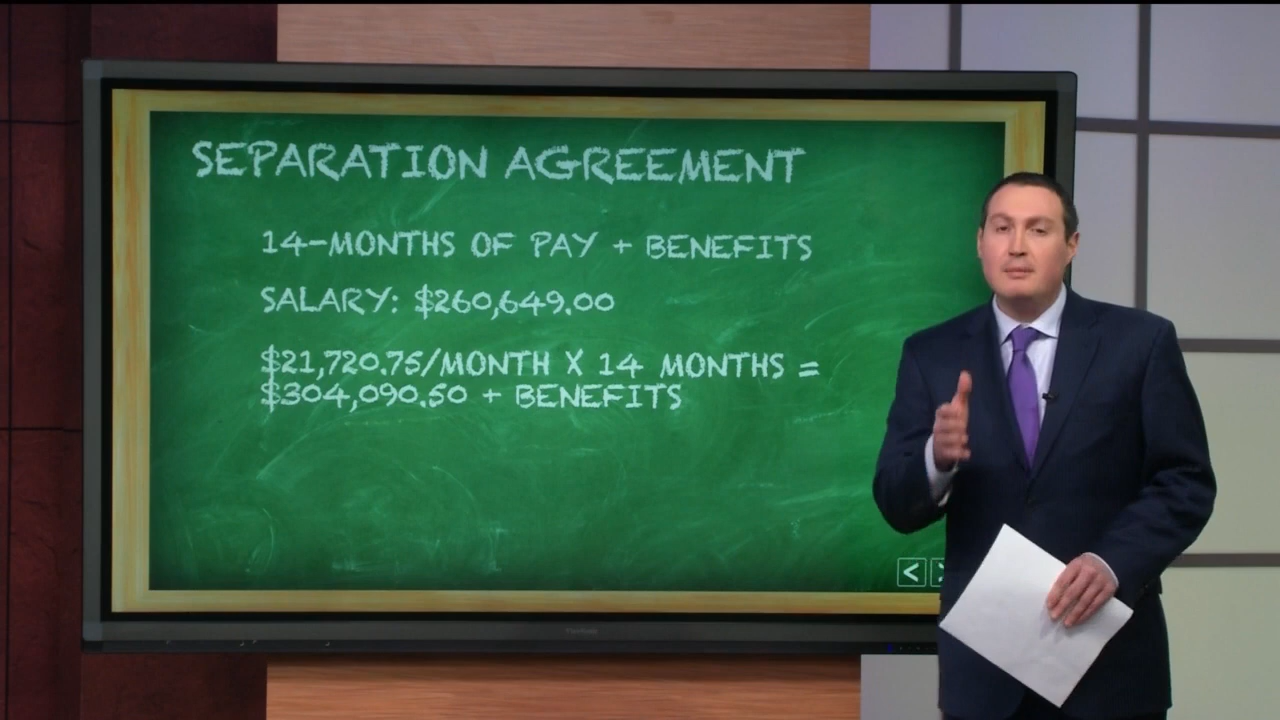 SEPARATION AGREEMENT
14-MONTHS OF PAY + BENEFITS
SALARY: $260,649.00
$21,720.75/MONTH X 14 MONTHS =
$304,090.50 + BENEFITS
<